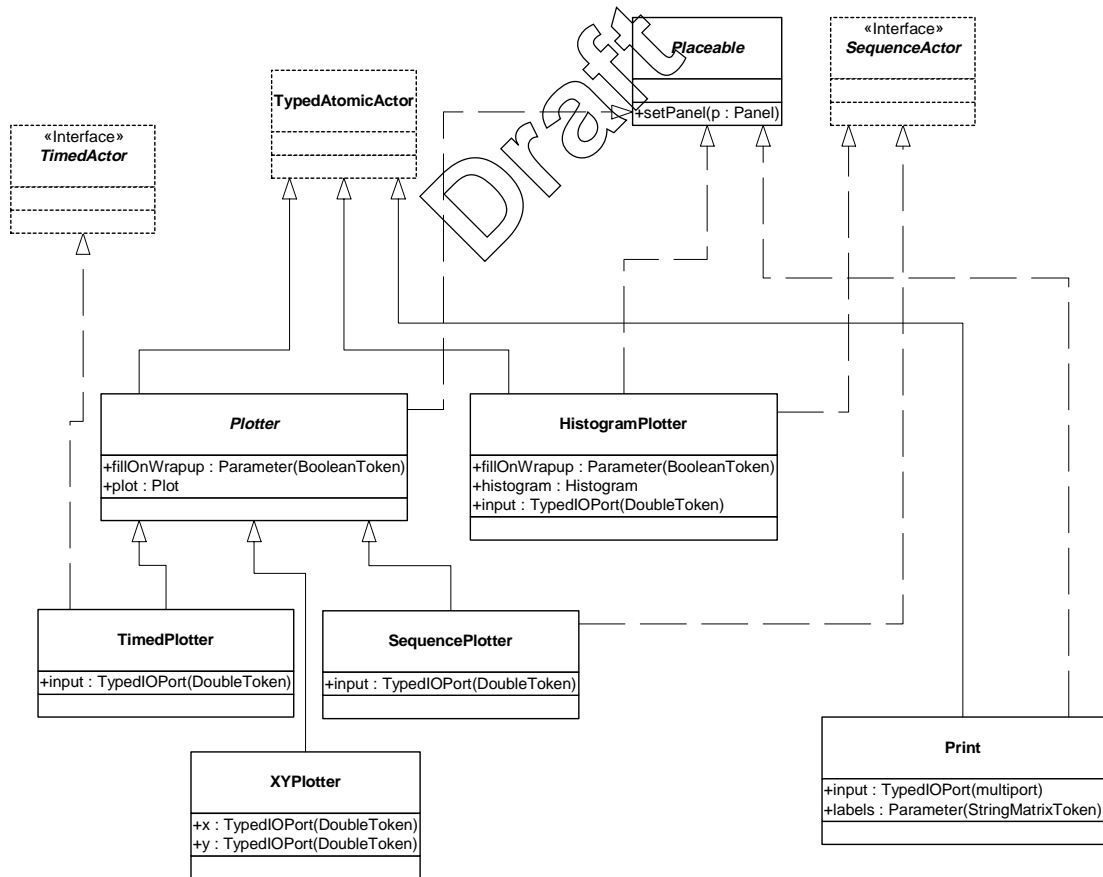 Placeable
+setPanel(p : Panel)
«Interface»
SequenceActor
TypedAtomicActor
«Interface»
TimedActor
Draft
Plotter
+fillOnWrapup : Parameter(BooleanToken)
+plot : Plot
HistogramPlotter
+fillOnWrapup : Parameter(BooleanToken)
+histogram : Histogram
+input : TypedIOPort(DoubleToken)
TimedPlotter
+input : TypedIOPort(DoubleToken)
SequencePlotter
+input : TypedIOPort(DoubleToken)
XYPlotter
+x : TypedIOPort(DoubleToken)
+y : TypedIOPort(DoubleToken)
Print
+input : TypedIOPort(multiport)
+labels : Parameter(StringMatrixToken)